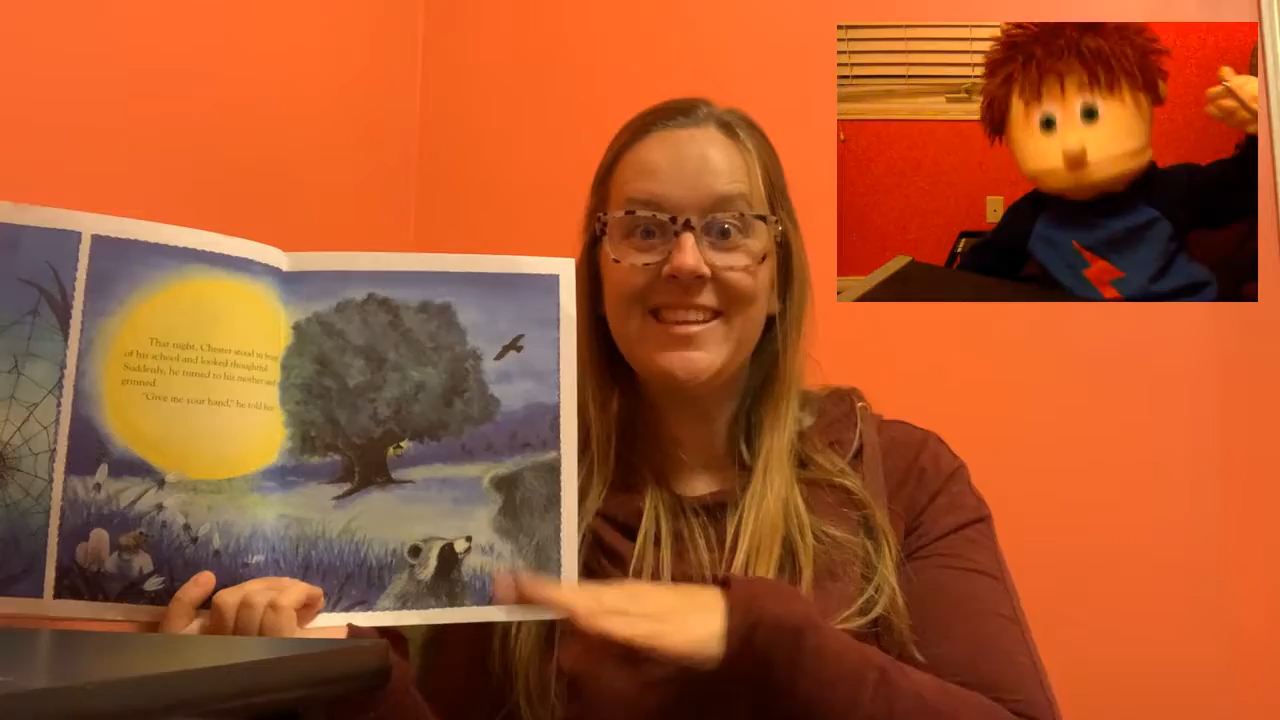 That night, Chester stood in front
of his school and looked thoughtful.
Suddenly, he turned to his mother and
grinned.
"Give me your hand," he told her.